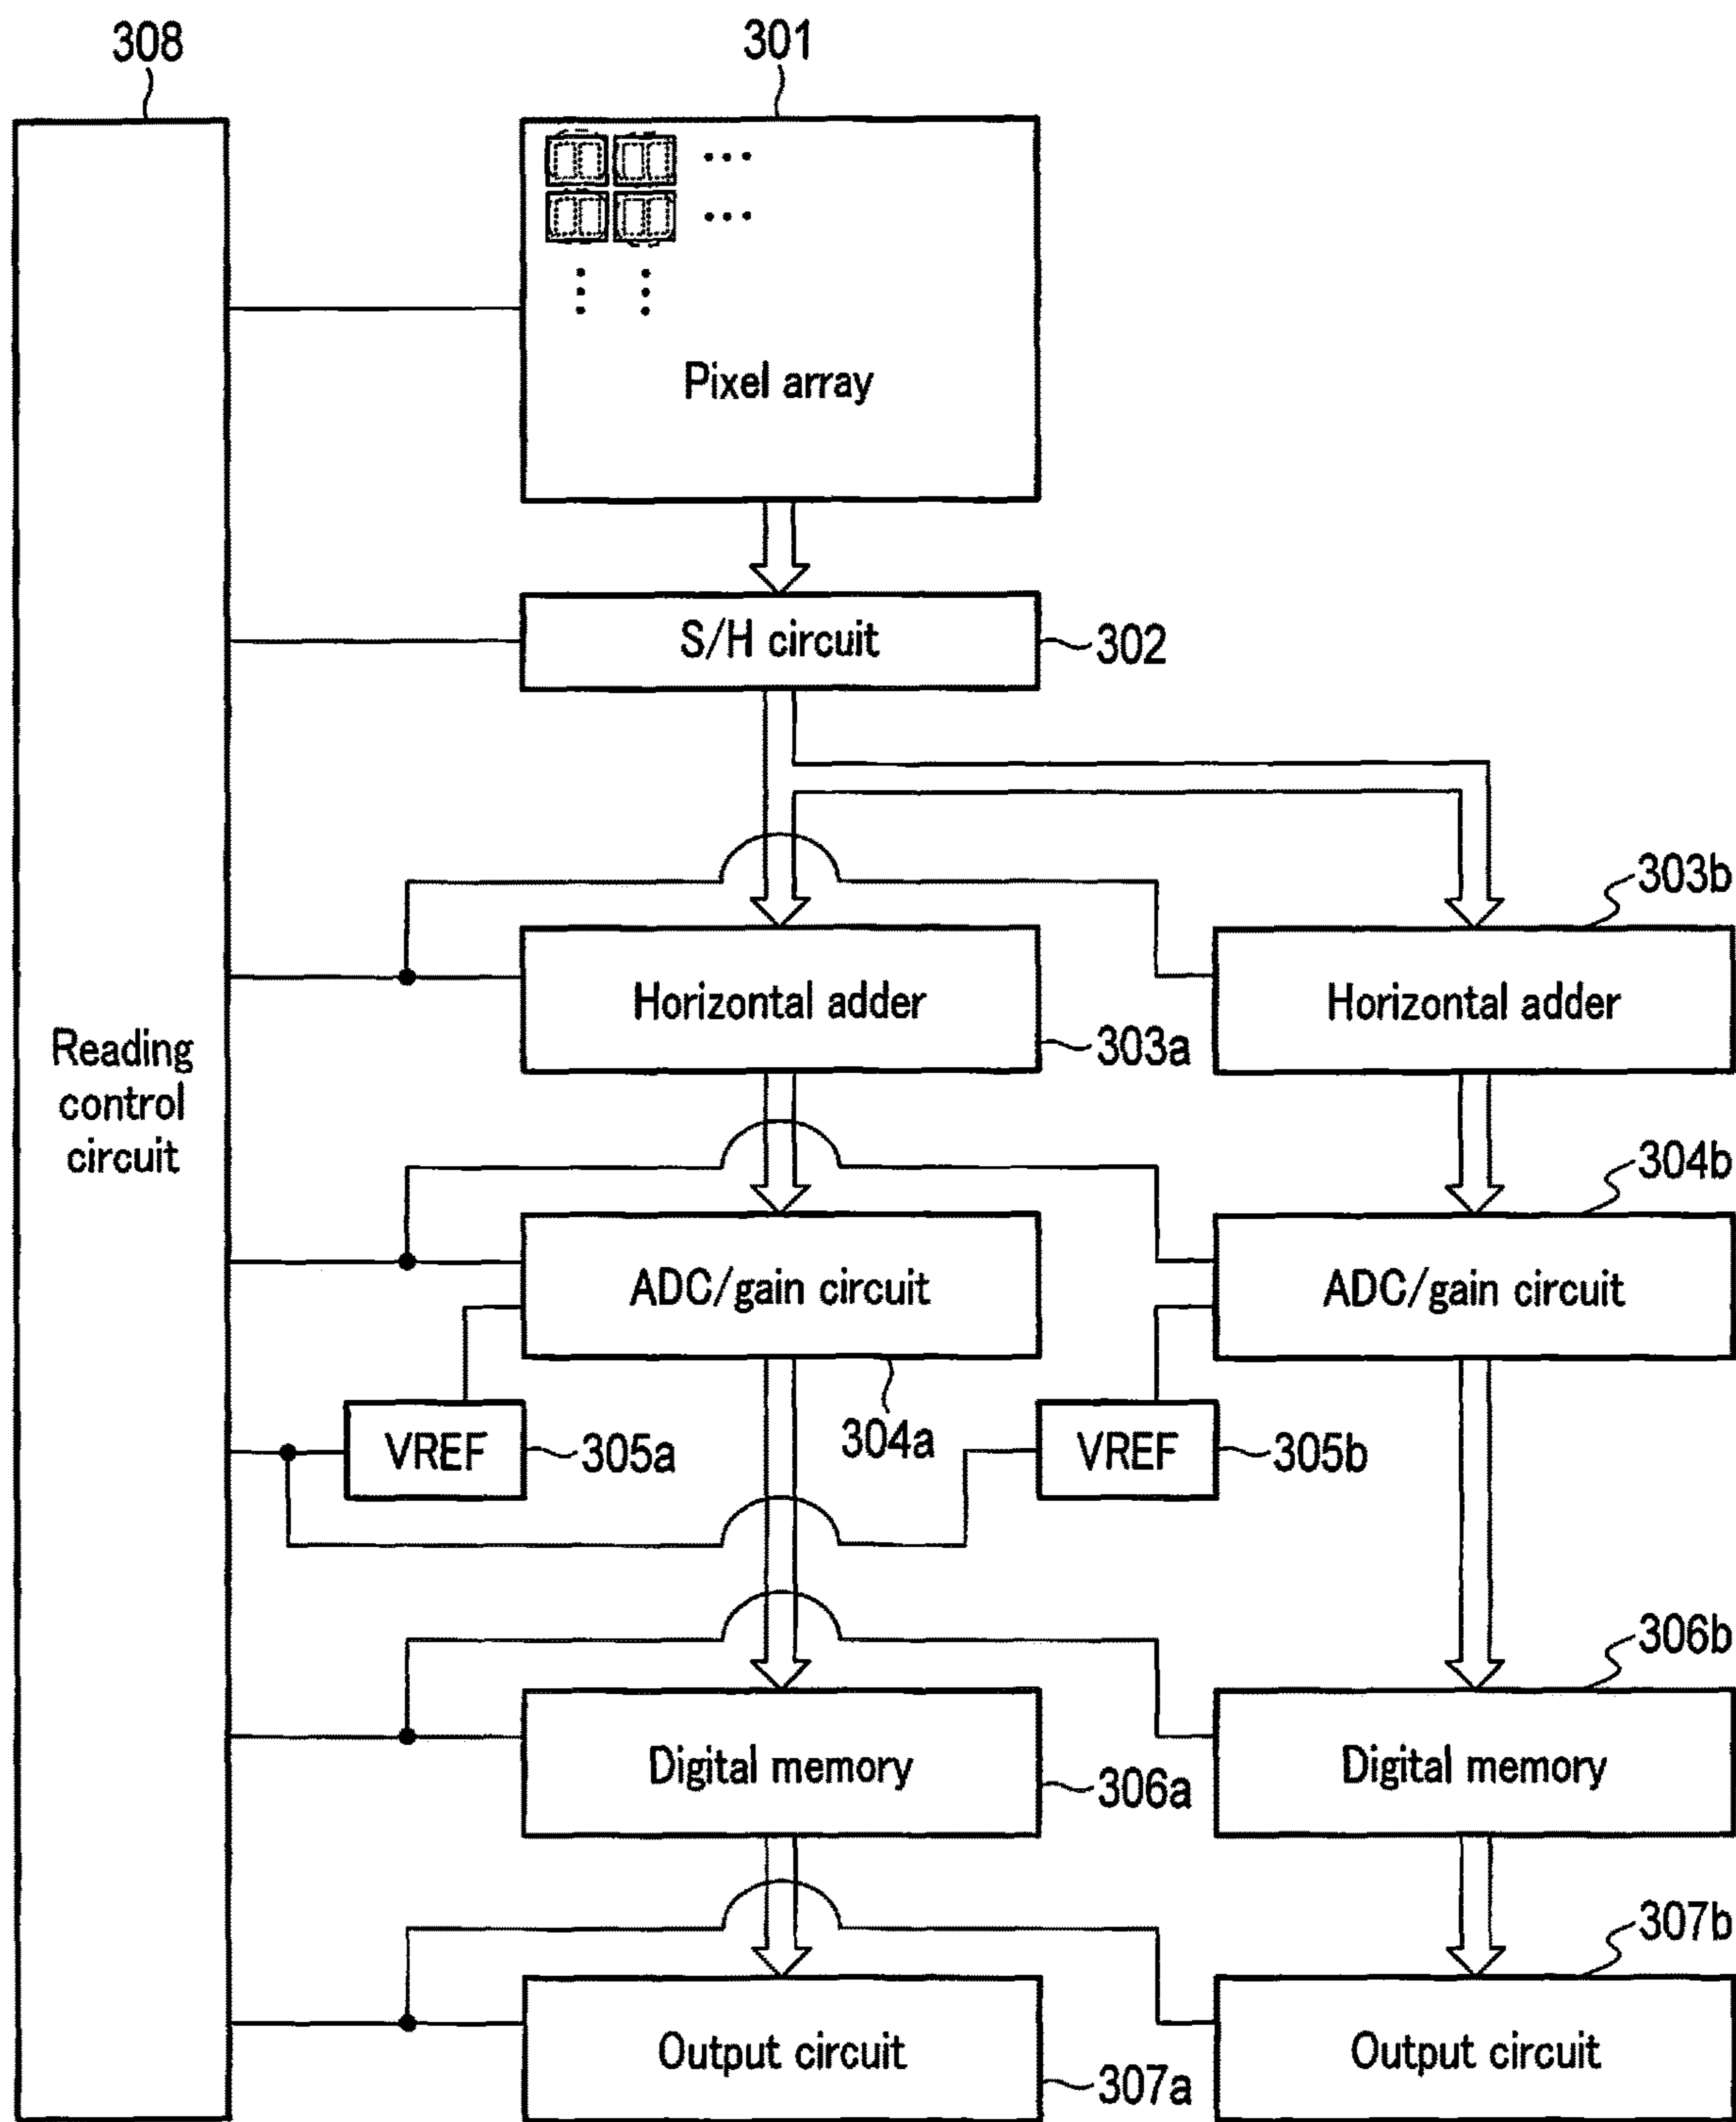 308
301
Pixel array
S/H circuit
302
303b
Horizontal adder
Horizontal adder
303a
Reading
control
circuit
304b
ADC/gain circuit
ADC/gain circuit
304a
VREF
305a
VREF
305b
306b
Digital memory
Digital memory
306a
307b
Output circuit
Output circuit
307a